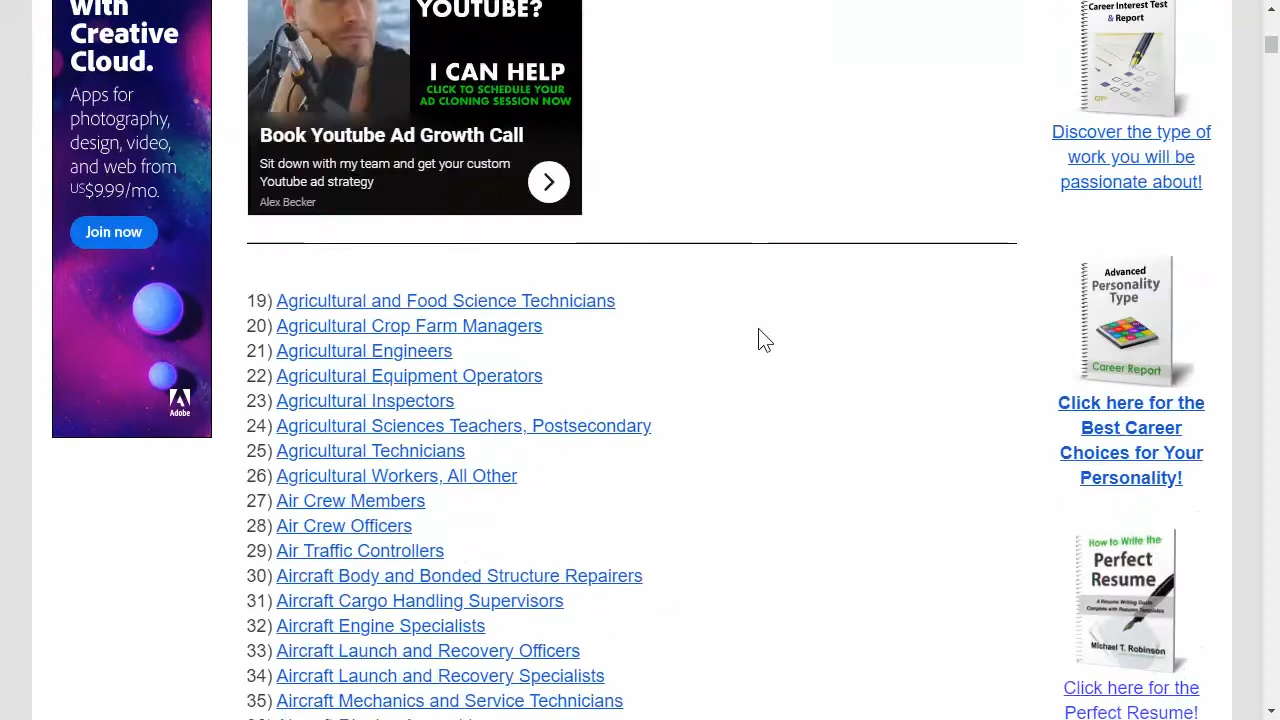 with
Creative
Cloud.
Apps for
photography,
design, video,
and web from
US$9.99/mo.
Join now
Adobe
YOUTUBE?
I CAN HELP
CLICK TO SCHEDULE YOUR
AD CLONING SESSION NOW
Book Youtube Ad Growth Call
Sit down with my team and get your custom
Youtube ad strategy
Alex Becker
19) Agricultural and Food Science Technicians
20) Agricultural Crop Farm Managers
21) Agricultural Engineers
22) Agricultural Equipment Operators
23) Agricultural Inspectors
24) Agricultural Sciences Teachers, Postsecondary
25) Agricultural Technicians
26) Agricultural Workers, All Other
27) Air Crew Members
28) Air Crew Officers
29) Air Traffic Controllers
30) Aircraft Body and Bonded Structure Repairers
31) Aircraft Cargo Handling Supervisors
32) Aircraft Engine Specialists
33) Aircraft Launch and Recovery Officers
34) Aircraft Launch and Recovery Specialists
35) Aircraft Mechanics and Service Technicians
Career Interest Test
& Report
Discover the type of
work you will be
passionate about!
Advanced
Personality
Type
Career Report
Click here for the
Best Career
Choices for Your
Personality!
How to Write the
Perfect
Resume
A Resume Writing Guide
Complete with Resume Templates
Michael T. Robinson
Click here for the
Perfect Resume!